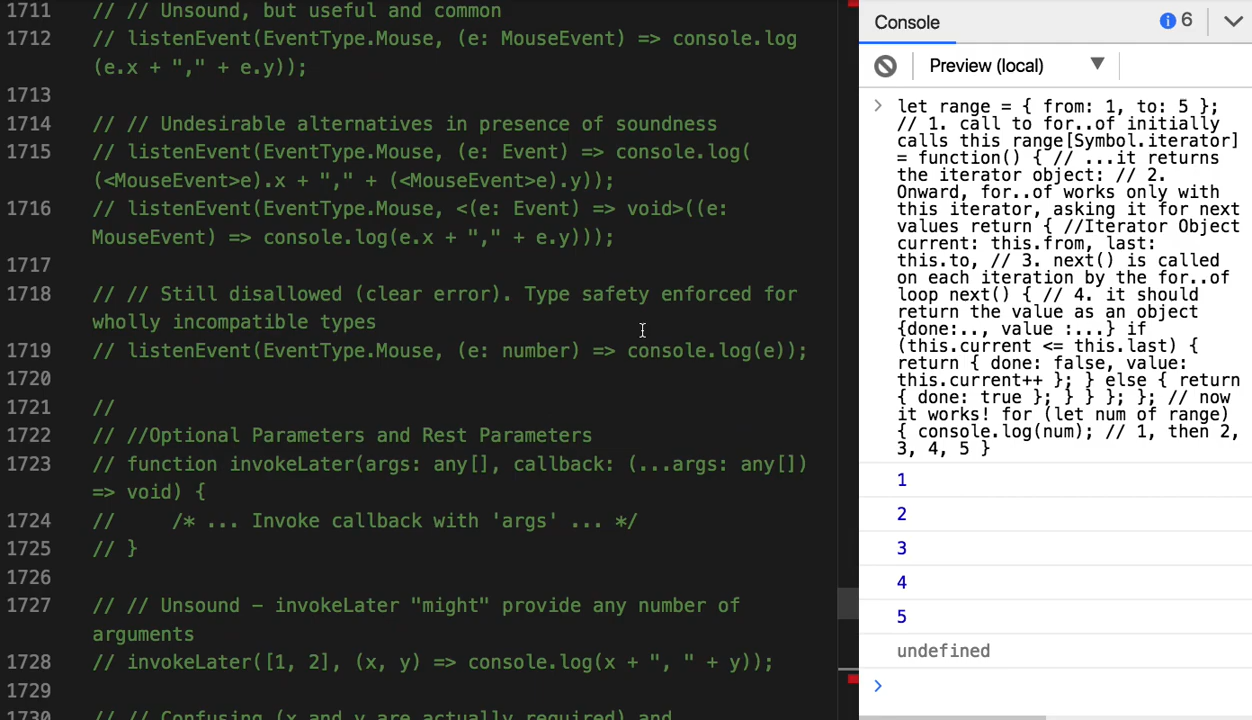 1711 // // Unsound, but useful and common
1712 // listenEvent(EventType.Mouse, (e: MouseEvent) => console.log
(e.x + "," + e.y));
1713
1714 // // Undesirable alternatives in presence of soundness
1715 // listenEvent(EventType.Mouse, (e: Event) => console.log(
(<MouseEvent>e).x + "," + (<MouseEvent>e).y));
1716 // listenEvent(EventType.Mouse, <(e: Event) => void>((e:
MouseEvent) => console.log(e.x + "," + e.y)));
1717
1718 // // Still disallowed (clear error). Type safety enforced for
wholly incompatible types
1719 // listenEvent(EventType.Mouse, (e: number) => console.log(e));
1720
1721 //
1722 // //Optional Parameters and Rest Parameters
1723 // function invokeLater(args: any[], callback: (...args: any[])
=> void) {
1724 //     /* ... Invoke callback with 'args' ... */
1725 // }
1726
1727 // // Unsound - invokeLater "might" provide any number of
arguments
1728 // invokeLater([1, 2], (x, y) => console.log(x + ", " + y));
1729
1730 // // Confusing (x and y are actually required) and
Console
6
Preview (local)
let range = { from: 1, to: 5 };
// 1. call to for..of initially
calls this range[Symbol.iterator]
= function() { // ...it returns
the iterator object: // 2.
Onward, for..of works only with
this iterator, asking it for next
values return { //Iterator Object
current: this.from, last:
this.to, // 3. next() is called
on each iteration by the for..of
loop next() { // 4. it should
return the value as an object
{done:.., value :...} if
(this.current <= this.last) {
return { done: false, value:
this.current++ }; } else { return
{ done: true }; } } }; }; // now
it works! for (let num of range)
{ console.log(num); // 1, then 2,
3, 4, 5 }
1
2
3
4
5
undefined